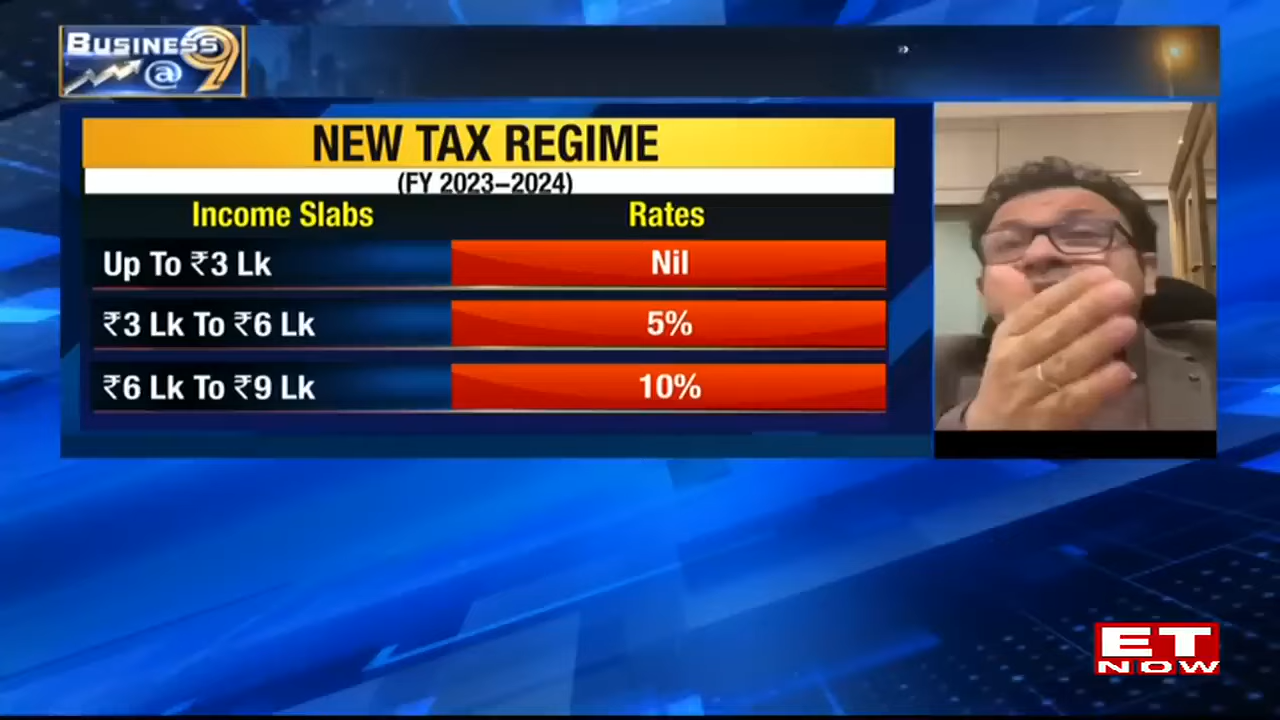 BUSINESS
@9
NEW TAX REGIME
(FY 2023–2024)
Income Slabs Rates
Up To ₹3 Lk Nil
₹3 Lk To ₹6 Lk 5%
₹6 Lk To ₹9 Lk 10%
ET
NOW